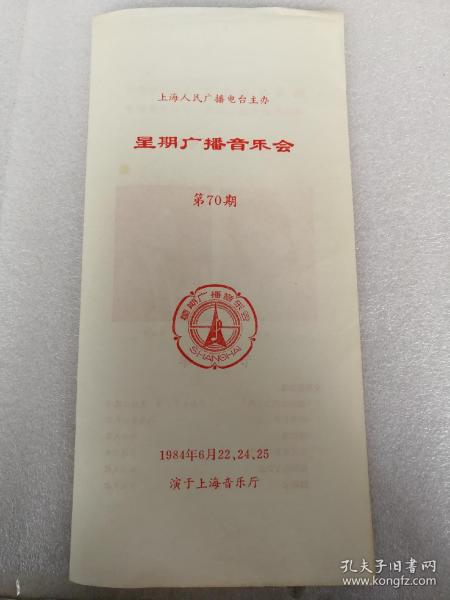 上海人民广播电台主办
星期广播音乐会
第70期
星期广播音乐会
SHANGHAI
1984年6月22、24、25
演于上海音乐厅
孔夫子旧书网
www.kongfz.com